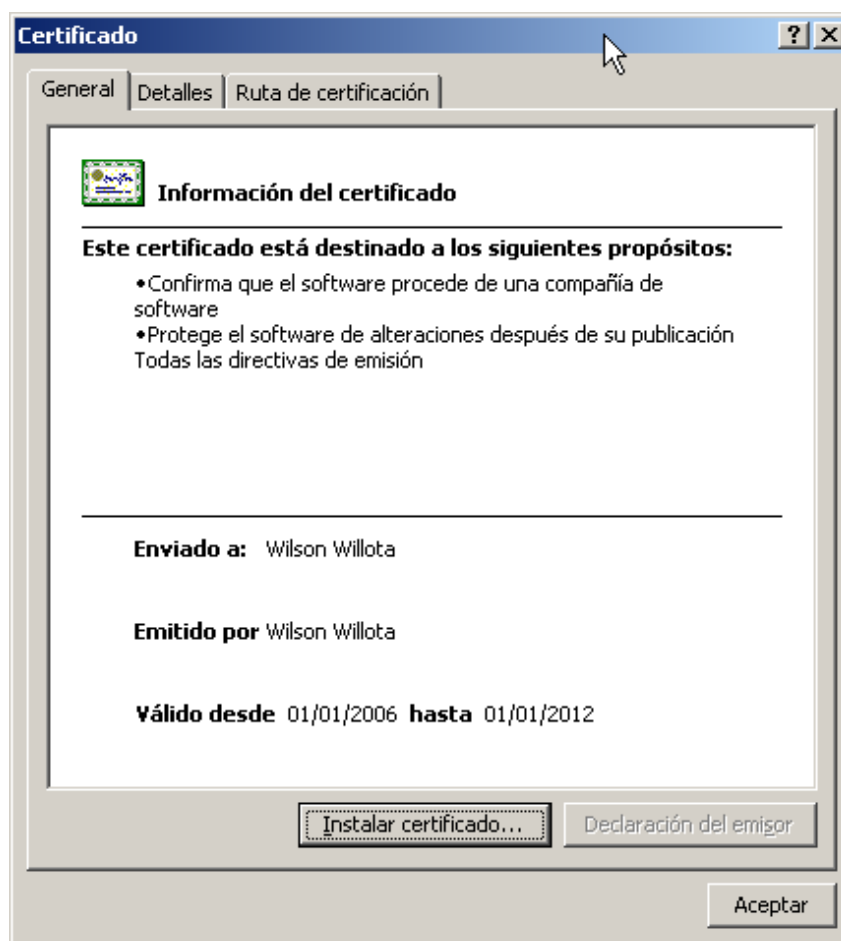 Certificado
General Detalles Ruta de certificación
Información del certificado
Este certificado está destinado a los siguientes propósitos:
•Confirma que el software procede de una compañía de
software
•Protege el software de alteraciones después de su publicación
Todas las directivas de emisión
Enviado a: Wilson Willota
Emitido por Wilson Willota
Válido desde 01/01/2006 hasta 01/01/2012
Instalar certificado... Declaración del emisor
Aceptar